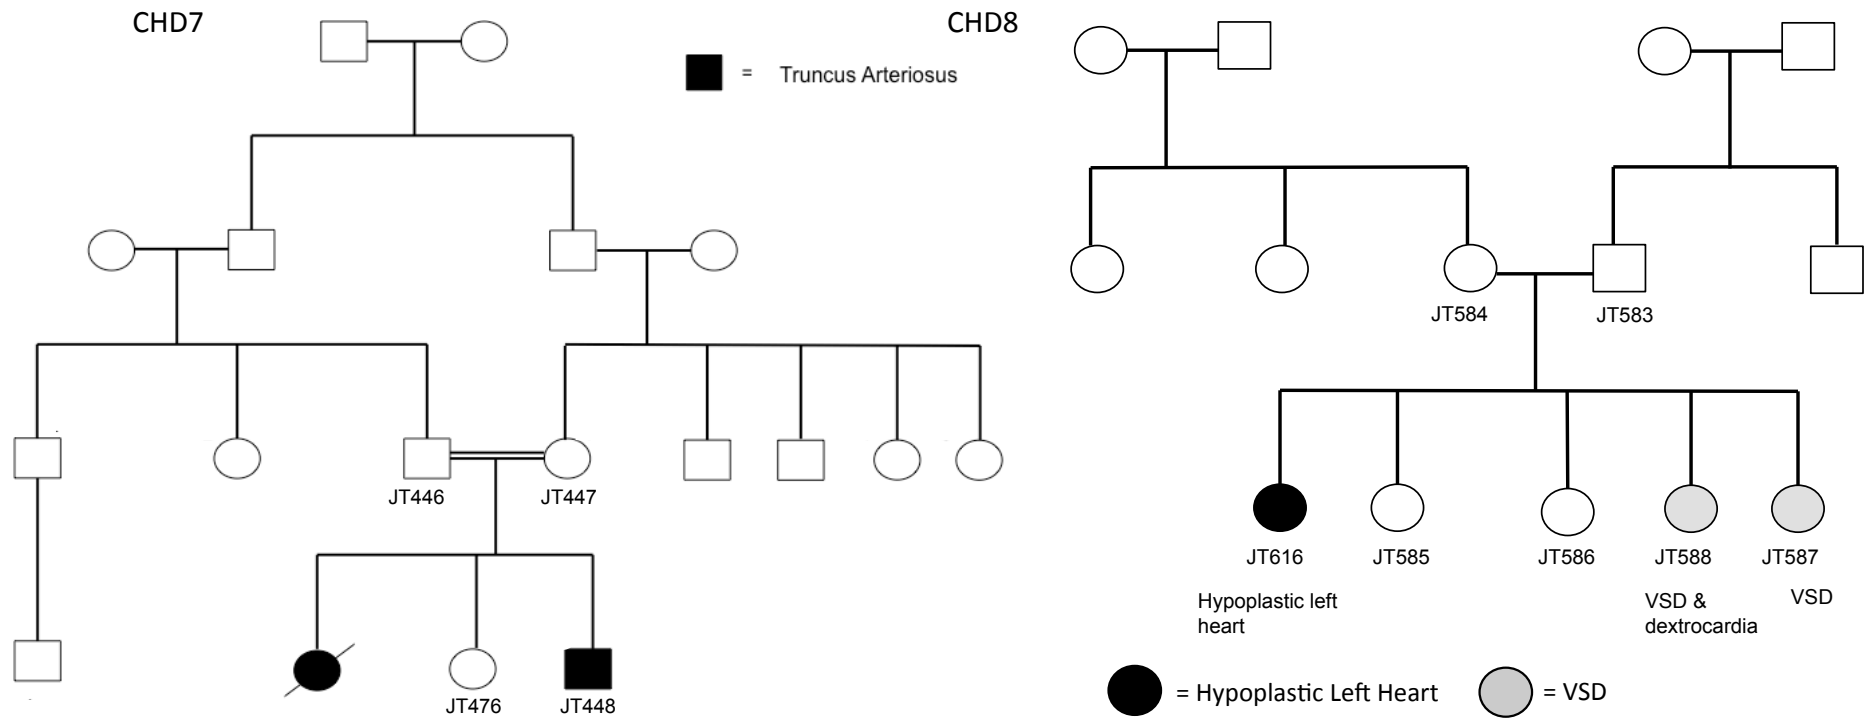 CHD7
= Truncus Arteriosus
JT446
JT447
JT476
JT448
CHD8
JT584
JT583
JT616
JT585
JT586
JT588
JT587
Hypoplastic left
heart
VSD &
dextrocardia
VSD
= Hypoplastic Left Heart
= VSD